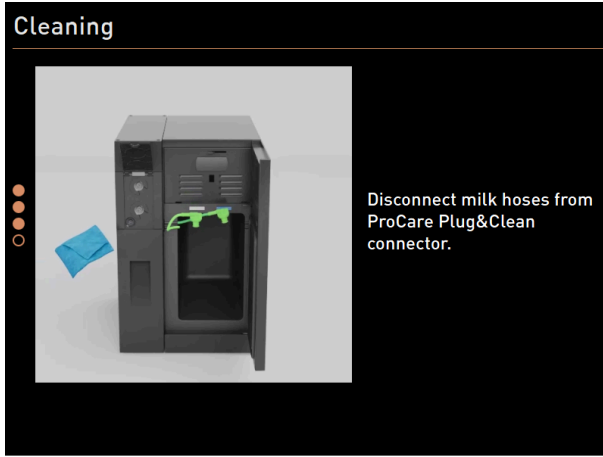 Cleaning
Disconnect milk hoses from
ProCare Plug&Clean
connector.